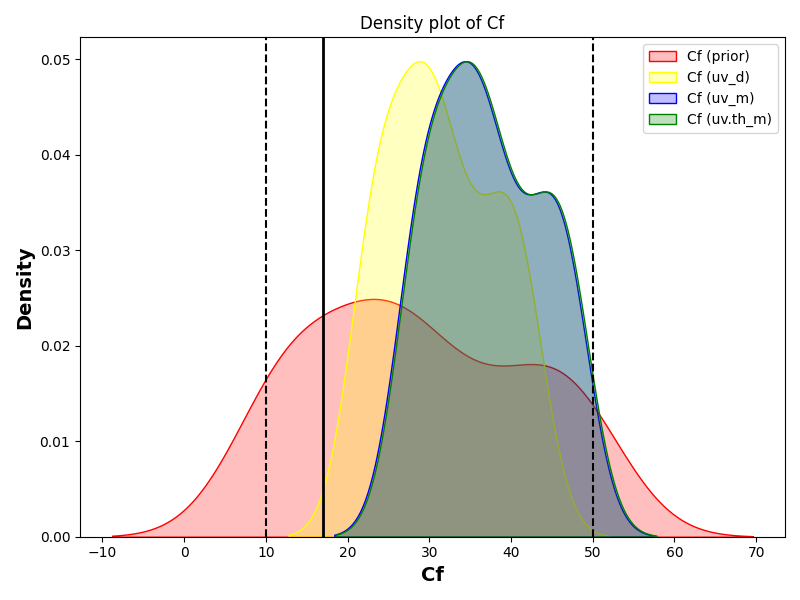 Density plot of Cf
Cf (prior)
Cf (uv_d)
Cf (uv_m)
Cf (uv.th_m)
Density
0.05
0.04
0.03
0.02
0.01
0.00
−10 0 10 20 30 40 50 60 70
Cf